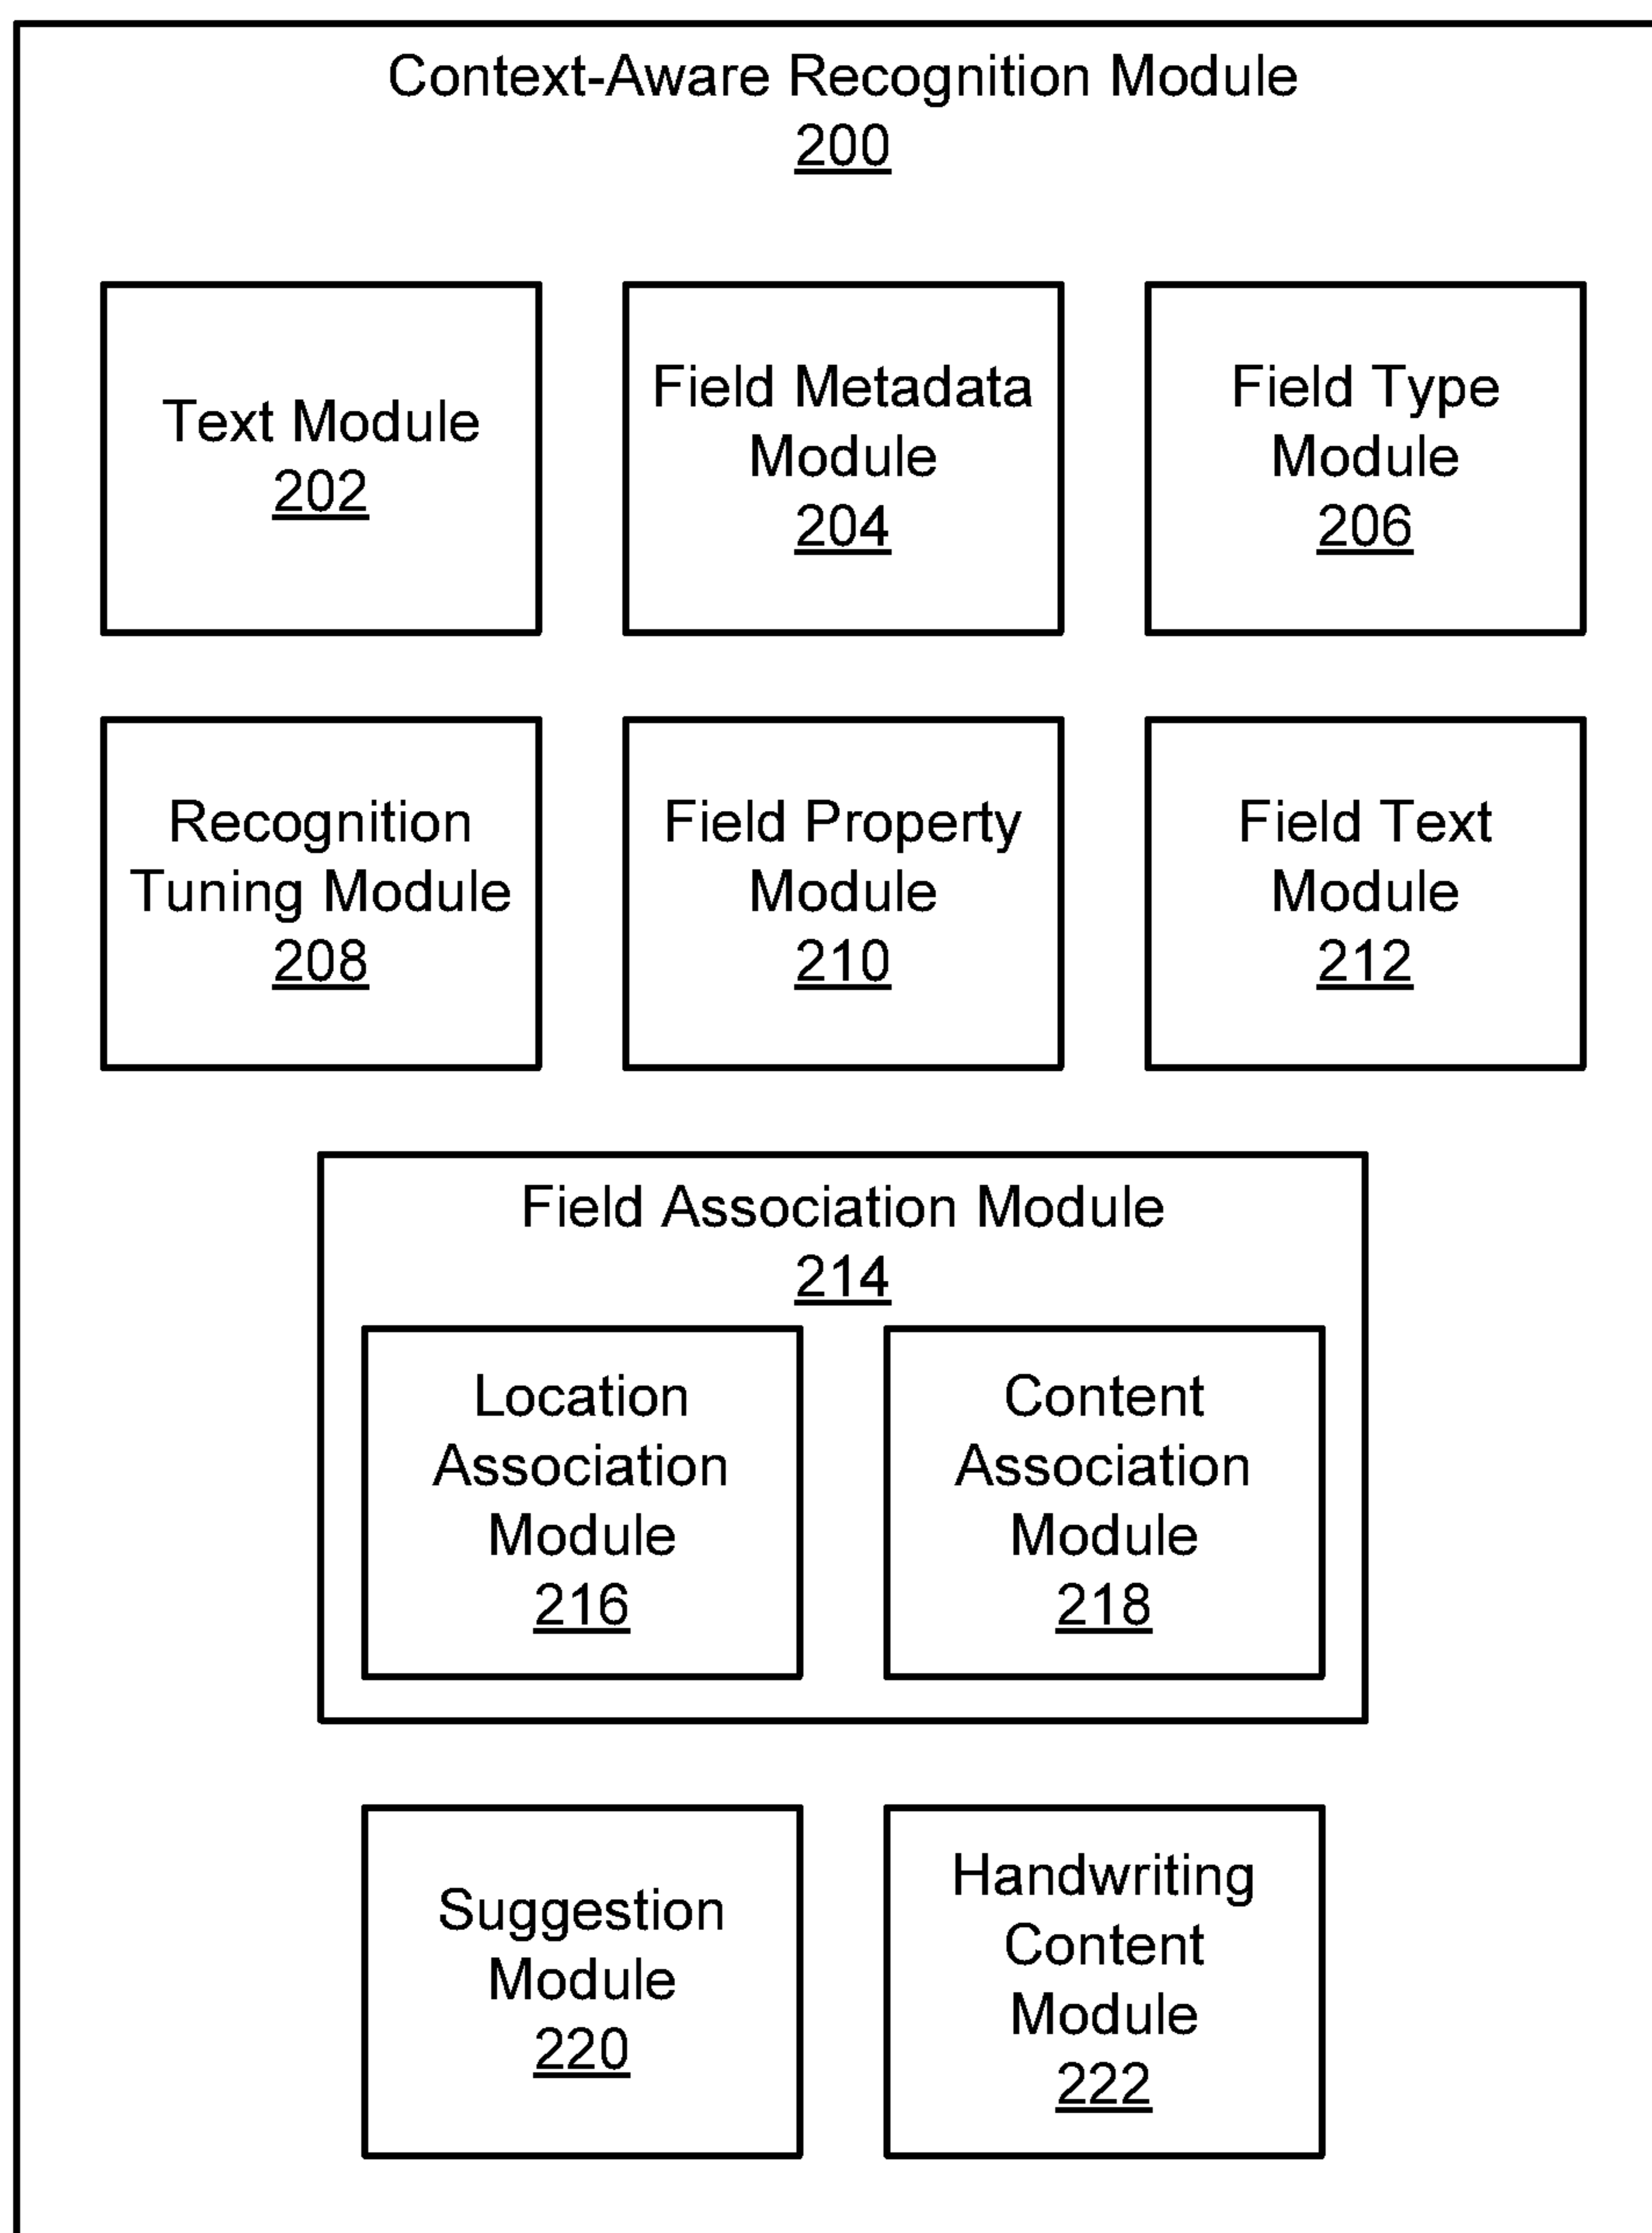 Context-Aware Recognition Module
200
Text Module
202
Field Metadata
Module
204
Field Type
Module
206
Recognition
Tuning Module
208
Field Property
Module
210
Field Text
Module
212
Field Association Module
214
Location
Association
Module
216
Content
Association
Module
218
Suggestion
Module
220
Handwriting
Content
Module
222